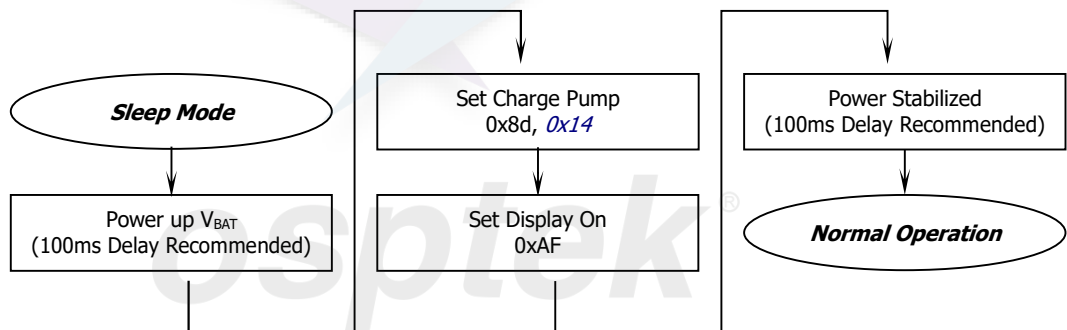 Sleep Mode
Power up VBAT
(100ms Delay Recommended)
Set Charge Pump
0x8d, 0x14
Set Display On
0xAF
Power Stabilized
(100ms Delay Recommended)
Normal Operation
osptek®